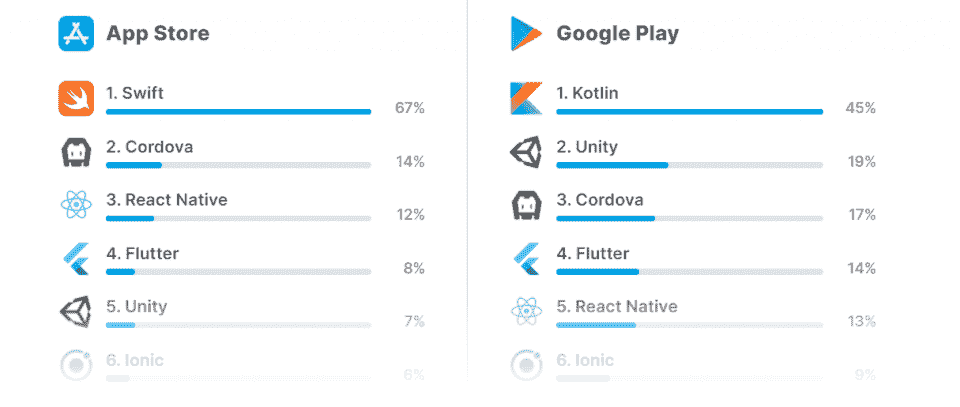 App Store
1. Swift
67%
2. Cordova
14%
3. React Native
12%
4. Flutter
8%
5. Unity
7%
6. Ionic
6%
Google Play
1. Kotlin
45%
2. Unity
19%
3. Cordova
17%
4. Flutter
14%
5. React Native
13%
6. Ionic
9%